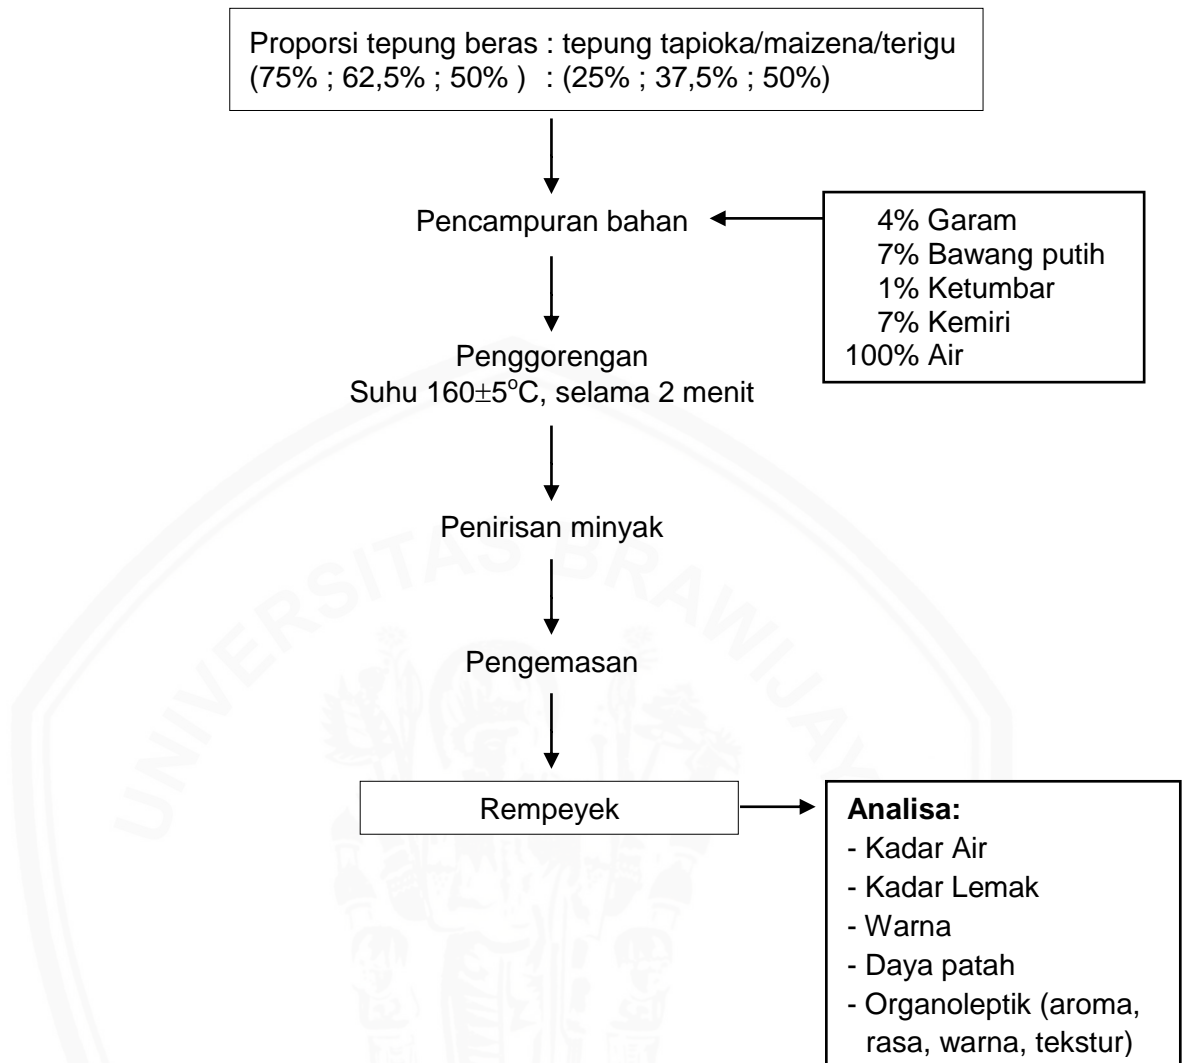 Proporsi tepung beras : tepung tapioka/maizena/terigu
(75% ; 62,5% ; 50% ) : (25% ; 37,5% ; 50%)
Pencampuran bahan
4% Garam
7% Bawang putih
1% Ketumbar
7% Kemiri
100% Air
Penggorengan
Suhu 160±5°C, selama 2 menit
Penirisan minyak
Pengemasan
Rempeyek
Analisa:
- Kadar Air
- Kadar Lemak
- Warna
- Daya patah
- Organoleptik (aroma,
rasa, warna, tekstur)
UNIVERSITAS BRAWIJAY